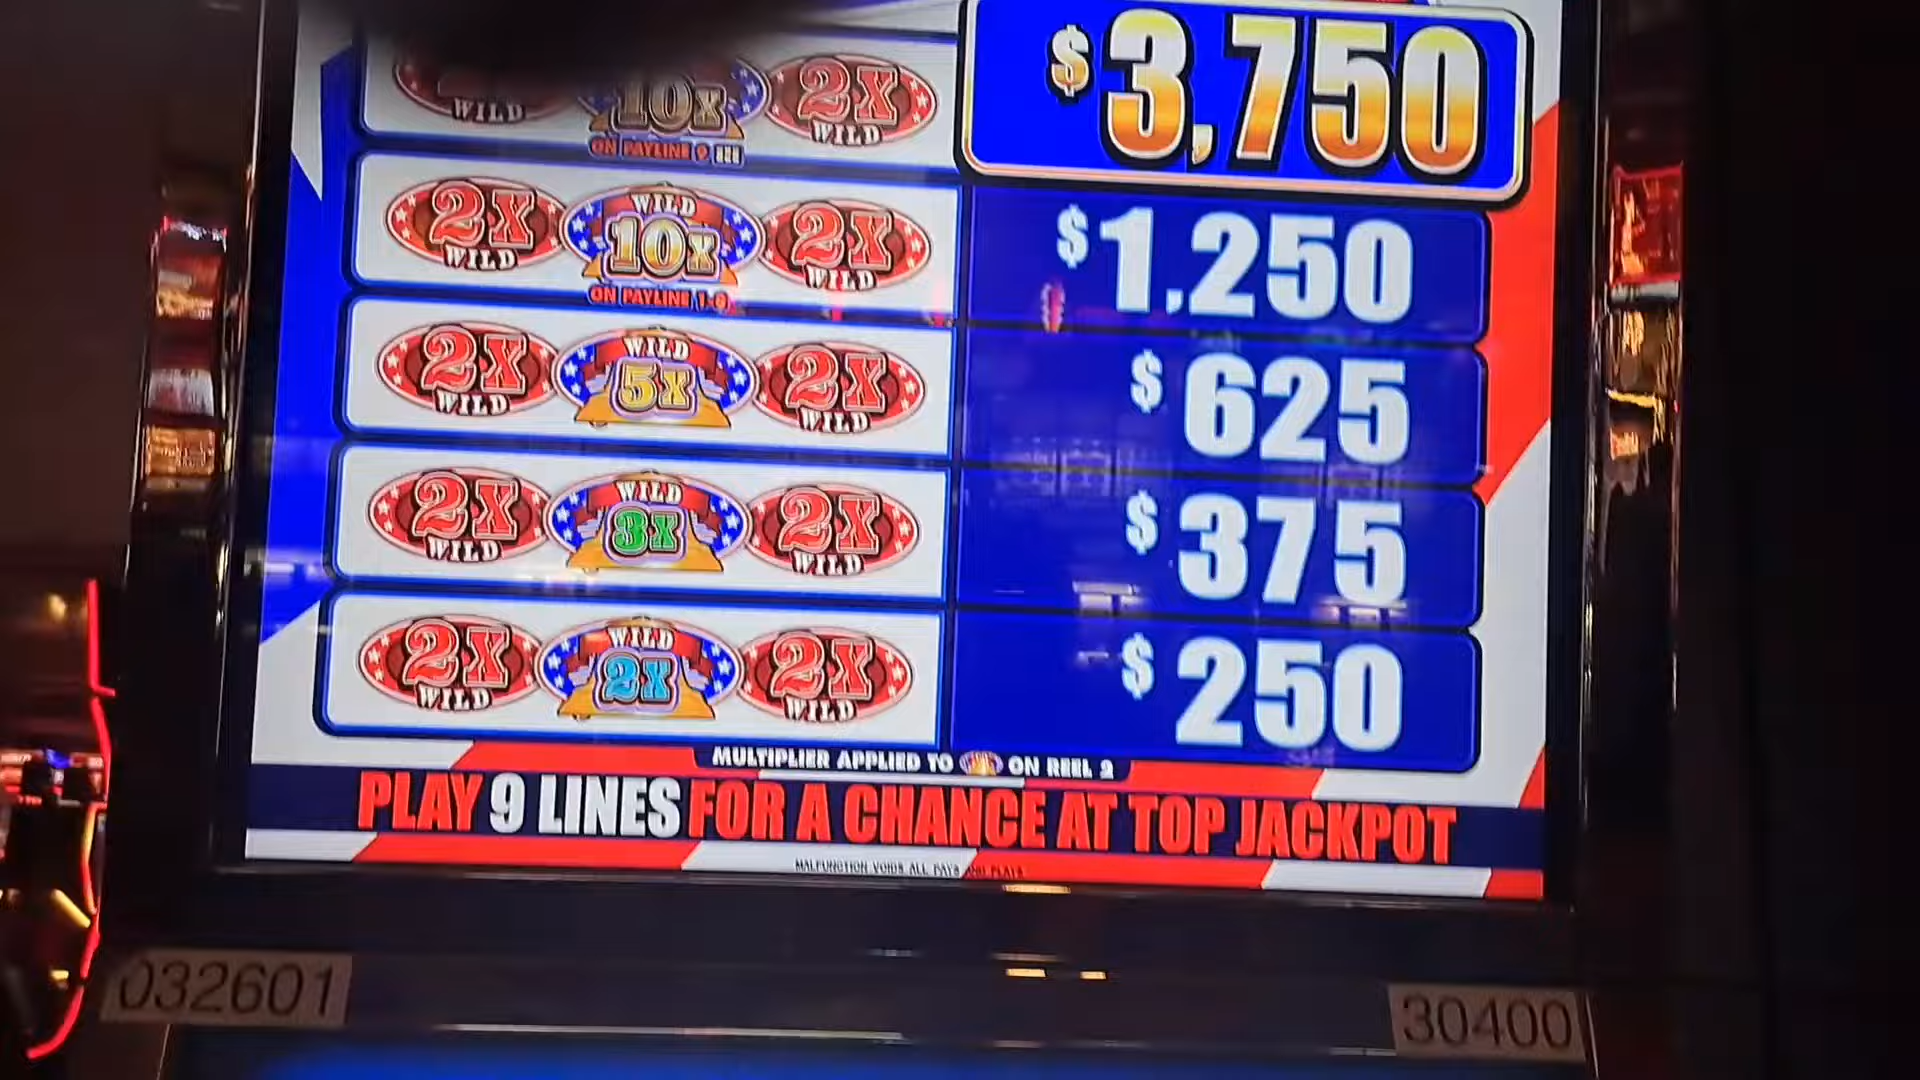 10X 2X $3,750
WILD WILD
ON PAYLINE 9
2X WILD 10X 2X $1,250
WILD WILD
ON PAYLINE 1-8
2X WILD 5X 2X $625
WILD WILD
2X WILD 3X 2X $375
WILD WILD
2X WILD 2X 2X $250
WILD WILD
MULTIPLIER APPLIED TO ON REEL 2
PLAY 9 LINES FOR A CHANCE AT TOP JACKPOT
MALFUNCTION VOIDS ALL PAYS AND PLAYS
032601 30400